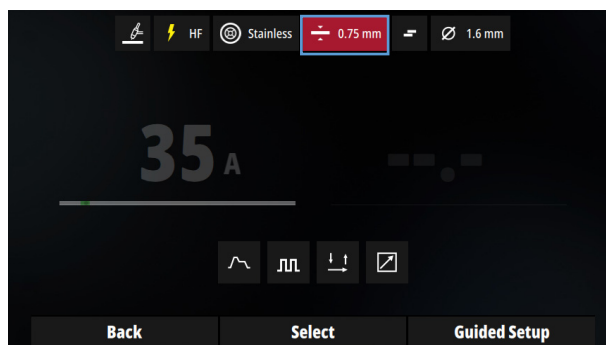 HF Stainless 0.75 mm 1.6 mm
35 A --.-
Back Select Guided Setup